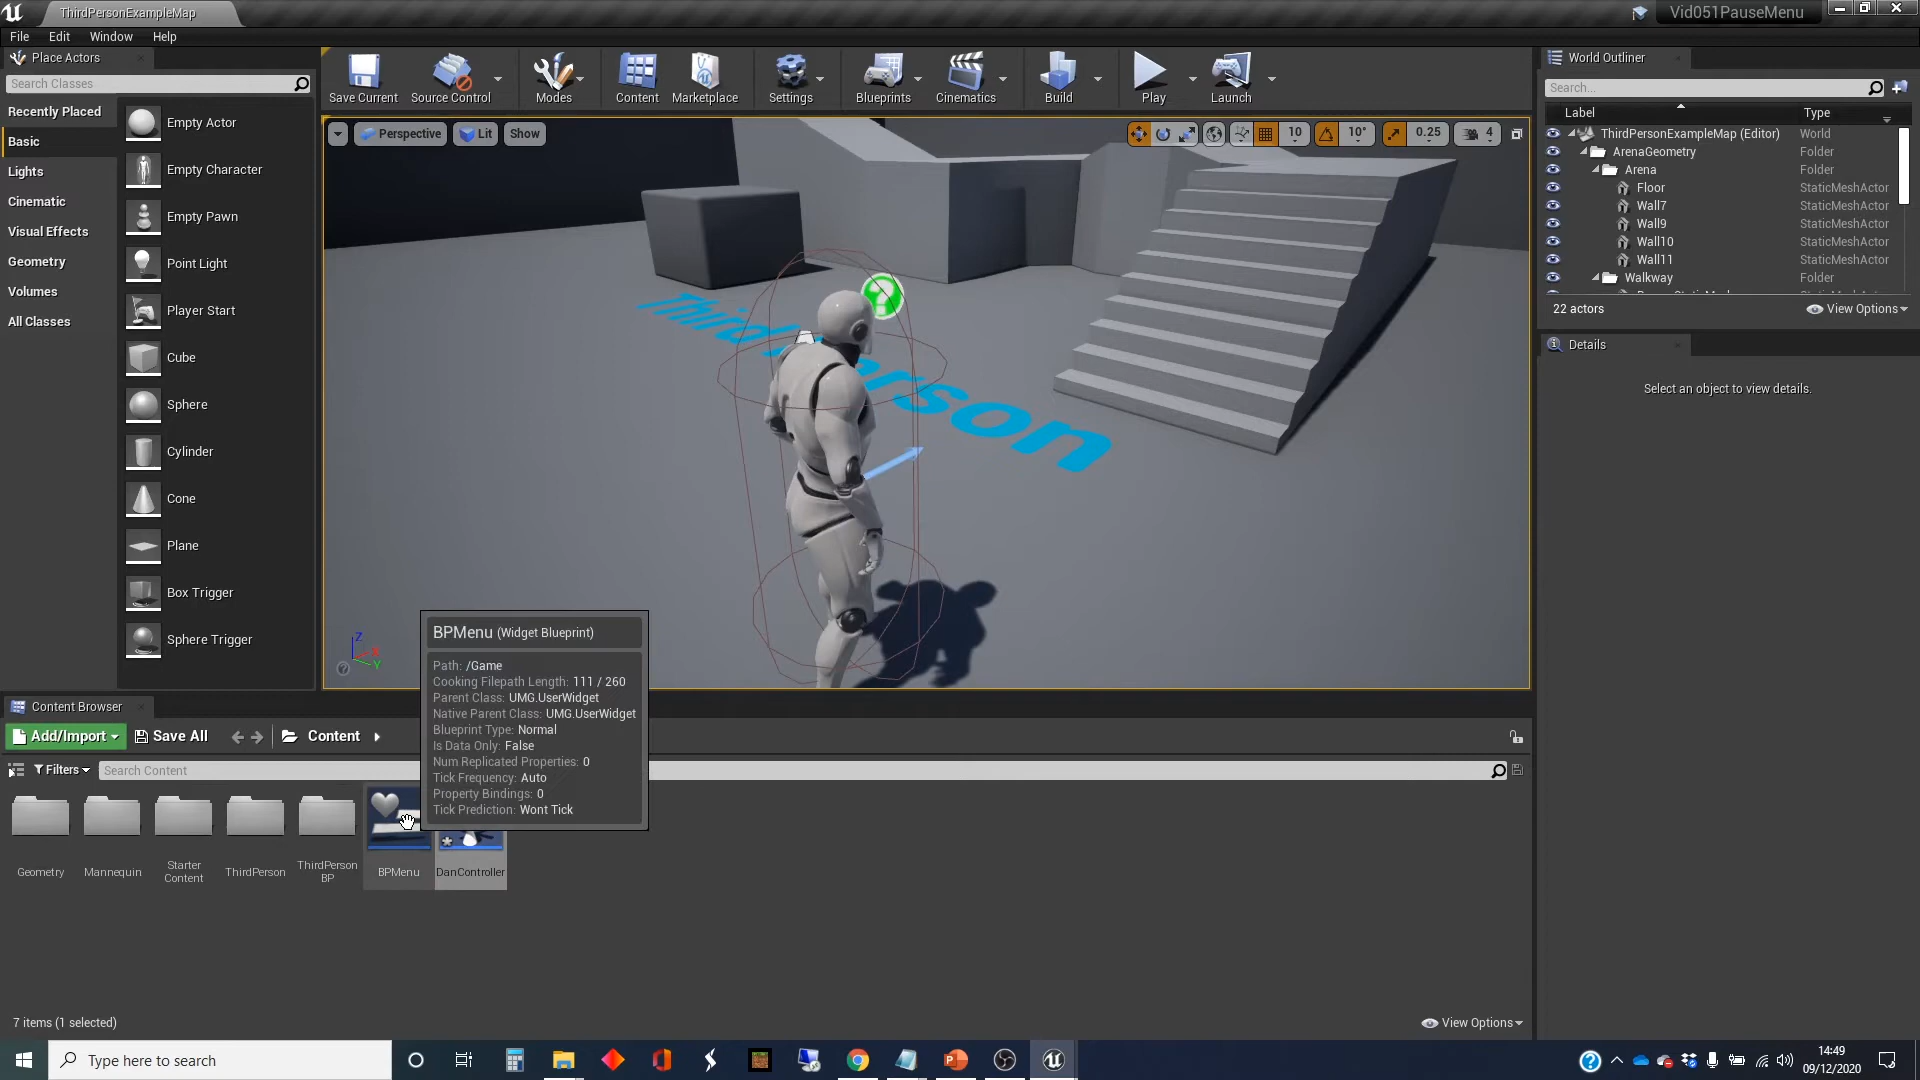 ThirdPersonExampleMap
Vid051PauseMenu
File Edit Window Help
Place Actors
Search Classes
Recently Placed
Basic
Lights
Cinematic
Visual Effects
Geometry
Volumes
All Classes
Empty Actor
Empty Character
Empty Pawn
Point Light
Player Start
Cube
Sphere
Cylinder
Cone
Plane
Box Trigger
Sphere Trigger
Save Current Source Control Modes Content Marketplace Settings Blueprints Cinematics Build Play Launch
Perspective Lit Show
10 10° 0.25 4
World Outliner
Search...
Label Type
ThirdPersonExampleMap (Editor) World
ArenaGeometry Folder
Arena Folder
Floor StaticMeshActor
Wall7 StaticMeshActor
Wall9 StaticMeshActor
Wall10 StaticMeshActor
Wall11 StaticMeshActor
Walkway Folder
22 actors View Options
Details
Select an object to view details.
BPMenu (Widget Blueprint)
Path: /Game
Cooking Filepath Length: 111 / 260
Parent Class: UMG.UserWidget
Native Parent Class: UMG.UserWidget
Blueprint Type: Normal
Is Data Only: False
Num Replicated Properties: 0
Tick Frequency: Auto
Property Bindings: 0
Tick Prediction: Wont Tick
Z
X
Y
Content Browser
Add/Import Save All Content
Filters Search Content
Geometry
Mannequin
Starter
Content
ThirdPerson
ThirdPerson
BP
BPMenu
DanController
7 items (1 selected) View Options
Type here to search
14:49
09/12/2020